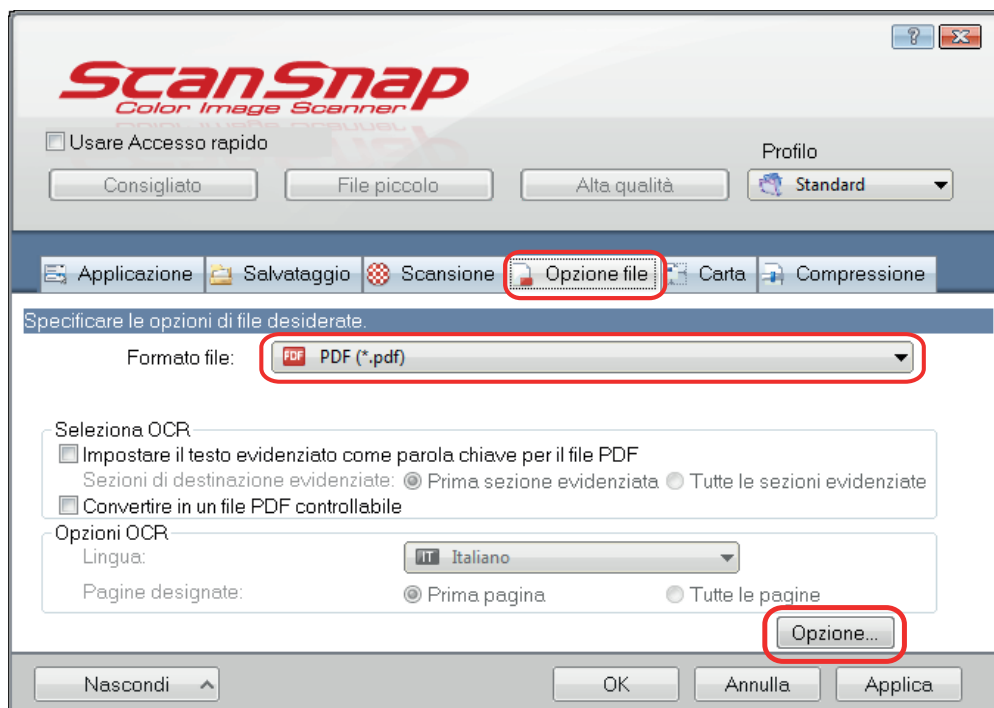 ScanSnap
Color Image Scanner
Usare Accesso rapido
Profilo
Consigliato File piccolo Alta qualità Standard
Applicazione Salvataggio Scansione Opzione file Carta Compressione
Specificare le opzioni di file desiderate.
Formato file: PDF PDF (*.pdf)
Seleziona OCR
Impostare il testo evidenziato come parola chiave per il file PDF
Sezioni di destinazione evidenziate: Prima sezione evidenziata Tutte le sezioni evidenziate
Convertire in un file PDF controllabile
Opzioni OCR
Lingua: IT Italiano
Pagine designate: Prima pagina Tutte le pagine
Opzione...
Nascondi OK Annulla Applica